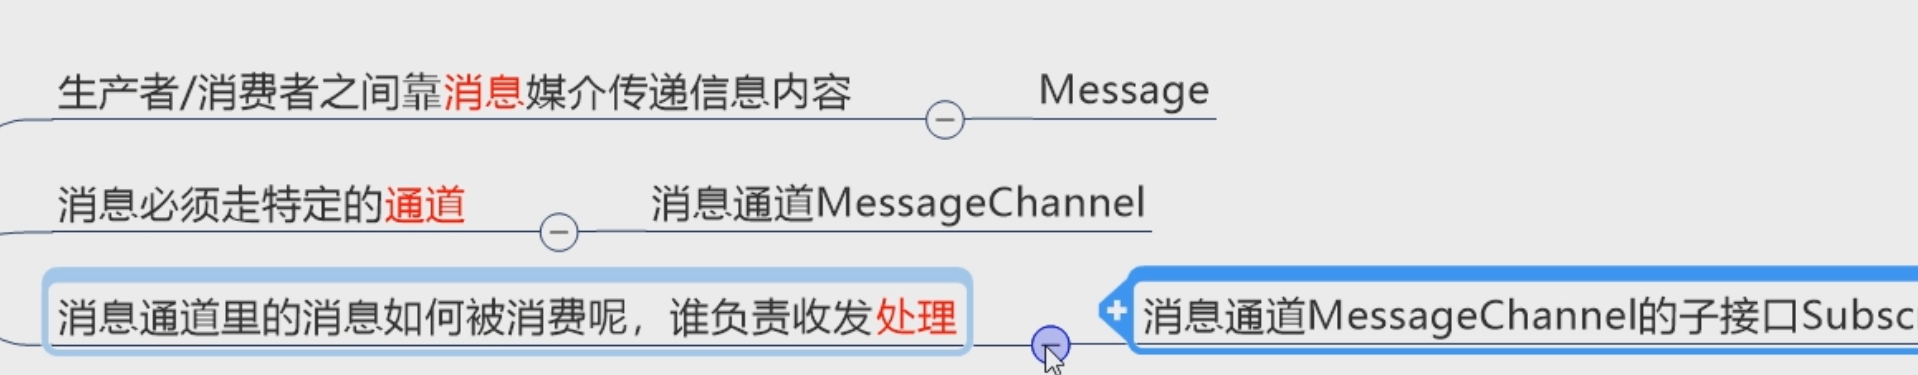 生产者/消费者之间靠消息媒介传递信息内容 Message
消息必须走特定的通道 消息通道MessageChannel
消息通道里的消息如何被消费呢，谁负责收发处理 消息通道MessageChannel的子接口Subsc